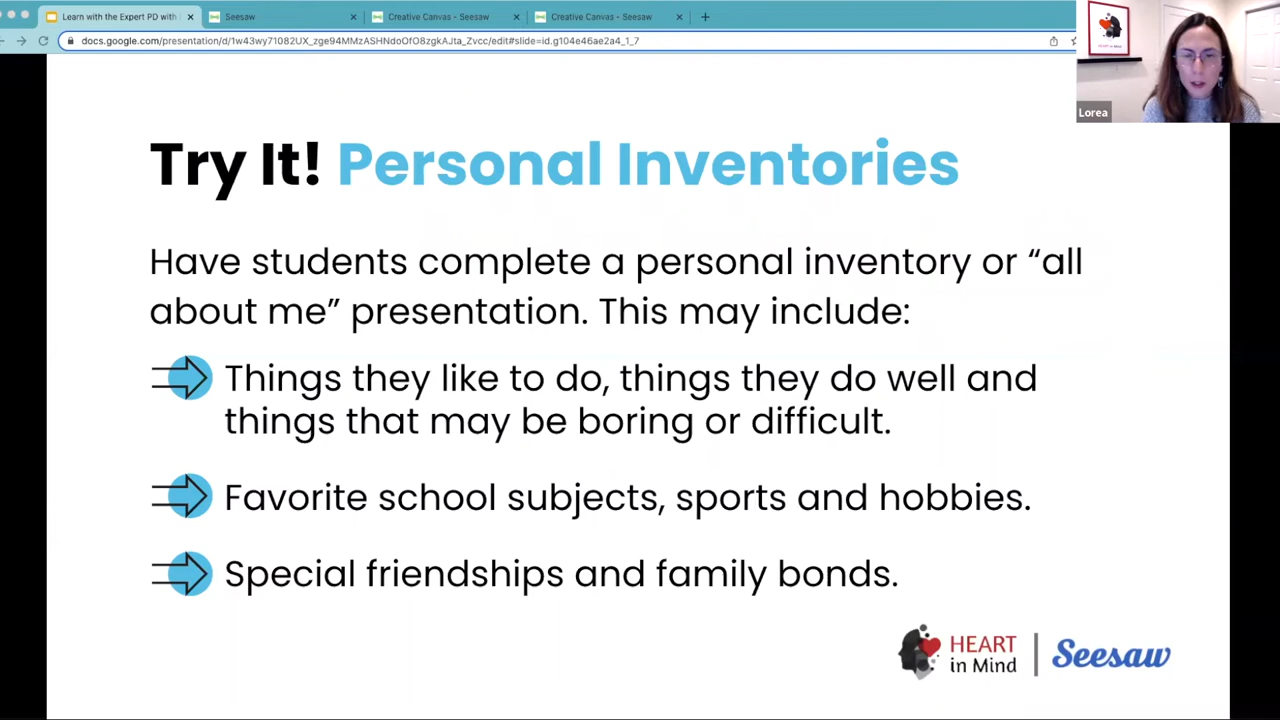 Learn with the Expert PD with
Seesaw
Creative Canvas - Seesaw
Creative Canvas - Seesaw
docs.google.com/presentation/d/1w43wy71082UX_zge94MMzASHNdoOfO8zgkAJta_Zvcc/edit#slide=id.g104e46ae2a4_1_7
HEART in MIND
Lorea
Try It! Personal Inventories
Have students complete a personal inventory or “all
about me” presentation. This may include:
Things they like to do, things they do well and
things that may be boring or difficult.
Favorite school subjects, sports and hobbies.
Special friendships and family bonds.
HEART
in Mind
Seesaw